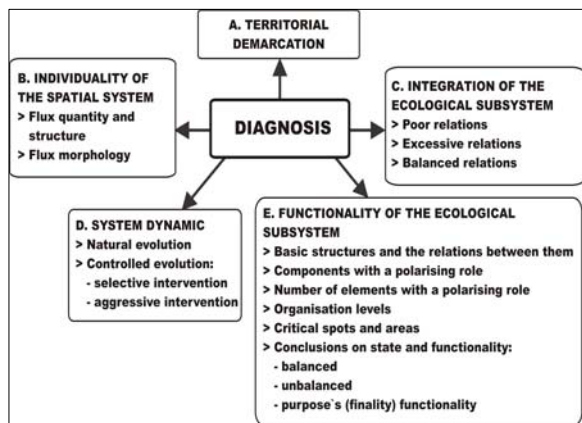 A. TERRITORIAL
DEMARCATION
B. INDIVIDUALITY OF
THE SPATIAL SYSTEM
> Flux quantity and
structure
> Flux morphology
DIAGNOSIS
C. INTEGRATION OF THE
ECOLOGICAL SUBSYSTEM
> Poor relations
> Excessive relations
> Balanced relations
D. SYSTEM DYNAMIC
> Natural evolution
> Controlled evolution:
- selective intervention
- aggressive intervention
E. FUNCTIONALITY OF THE ECOLOGICAL
SUBSYSTEM
> Basic structures and the relations between them
> Components with a polarising role
> Number of elements with a polarising role
> Organisation levels
> Critical spots and areas
> Conclusions on state and functionality:
- balanced
- unbalanced
- purpose`s (finality) functionality